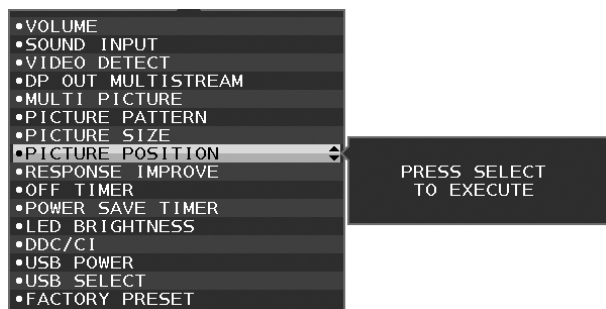 •VOLUME
•SOUND INPUT
•VIDEO DETECT
•DP OUT MULTISTREAM
•MULTI PICTURE
•PICTURE PATTERN
•PICTURE SIZE
•PICTURE POSITION
•RESPONSE IMPROVE
•OFF TIMER
•POWER SAVE TIMER
•LED BRIGHTNESS
•DDC/CI
•USB POWER
•USB SELECT
•FACTORY PRESET
PRESS SELECT
TO EXECUTE